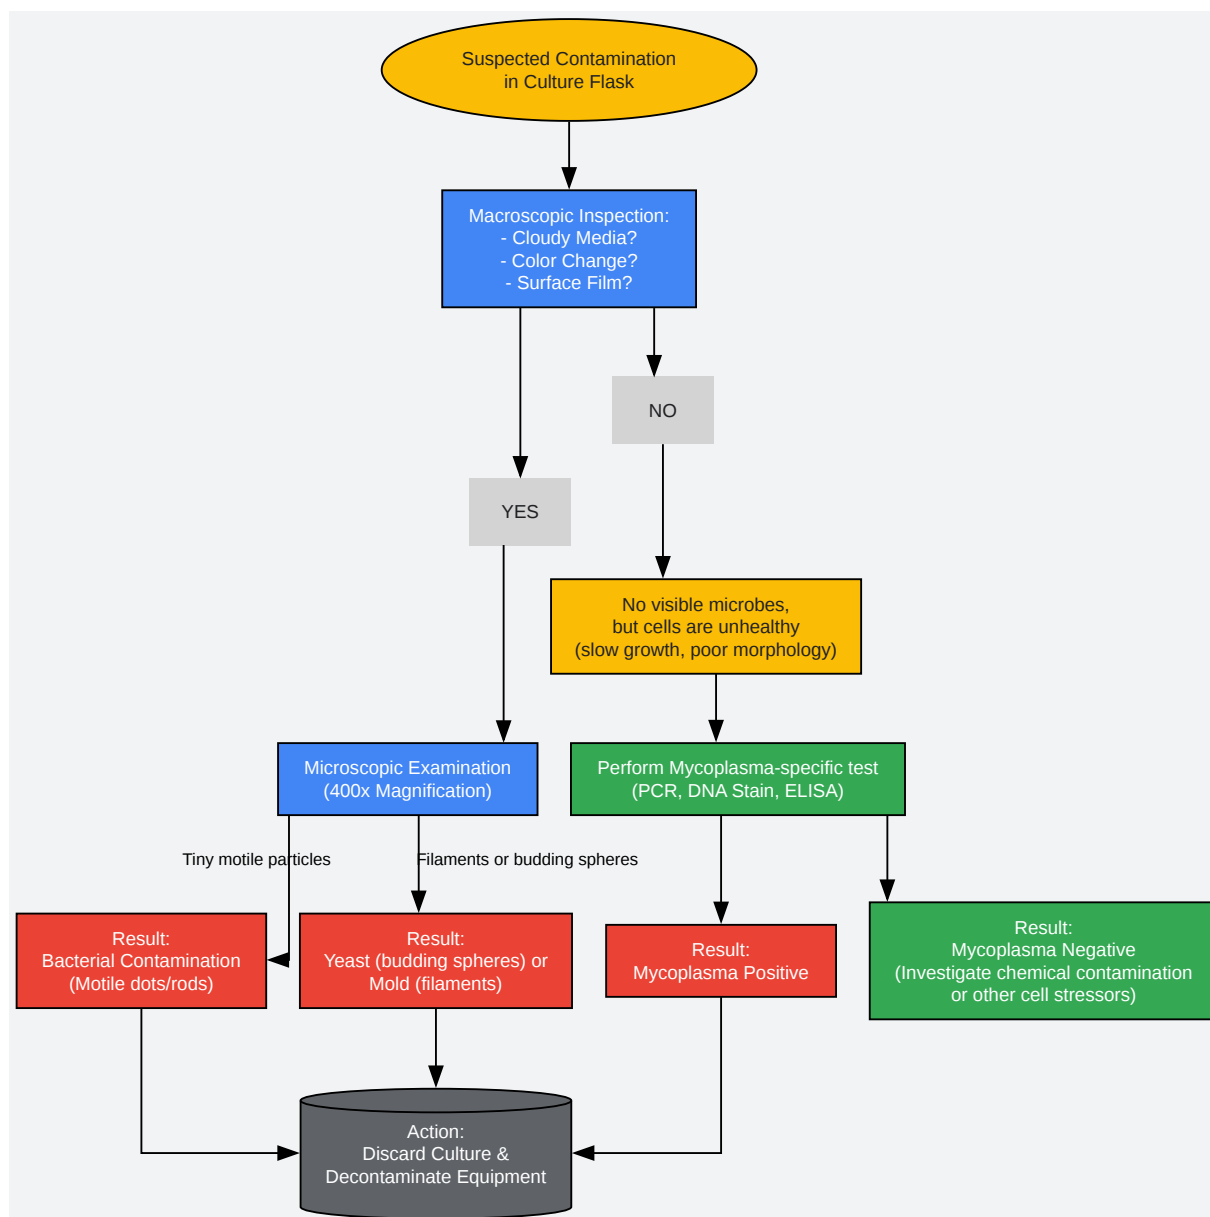 Suspected Contamination
in Culture Flask
Macroscopic Inspection:
- Cloudy Media?
- Color Change?
- Surface Film?
NO
YES
No visible microbes,
but cells are unhealthy
(slow growth, poor morphology)
Microscopic Examination
(400x Magnification)
Perform Mycoplasma-specific test
(PCR, DNA Stain, ELISA)
Tiny motile particles
Filaments or budding spheres
Result:
Bacterial Contamination
(Motile dots/rods)
Result:
Yeast (budding spheres) or
Mold (filaments)
Result:
Mycoplasma Positive
Result:
Mycoplasma Negative
(Investigate chemical contamination
or other cell stressors)
Action:
Discard Culture &
Decontaminate Equipment